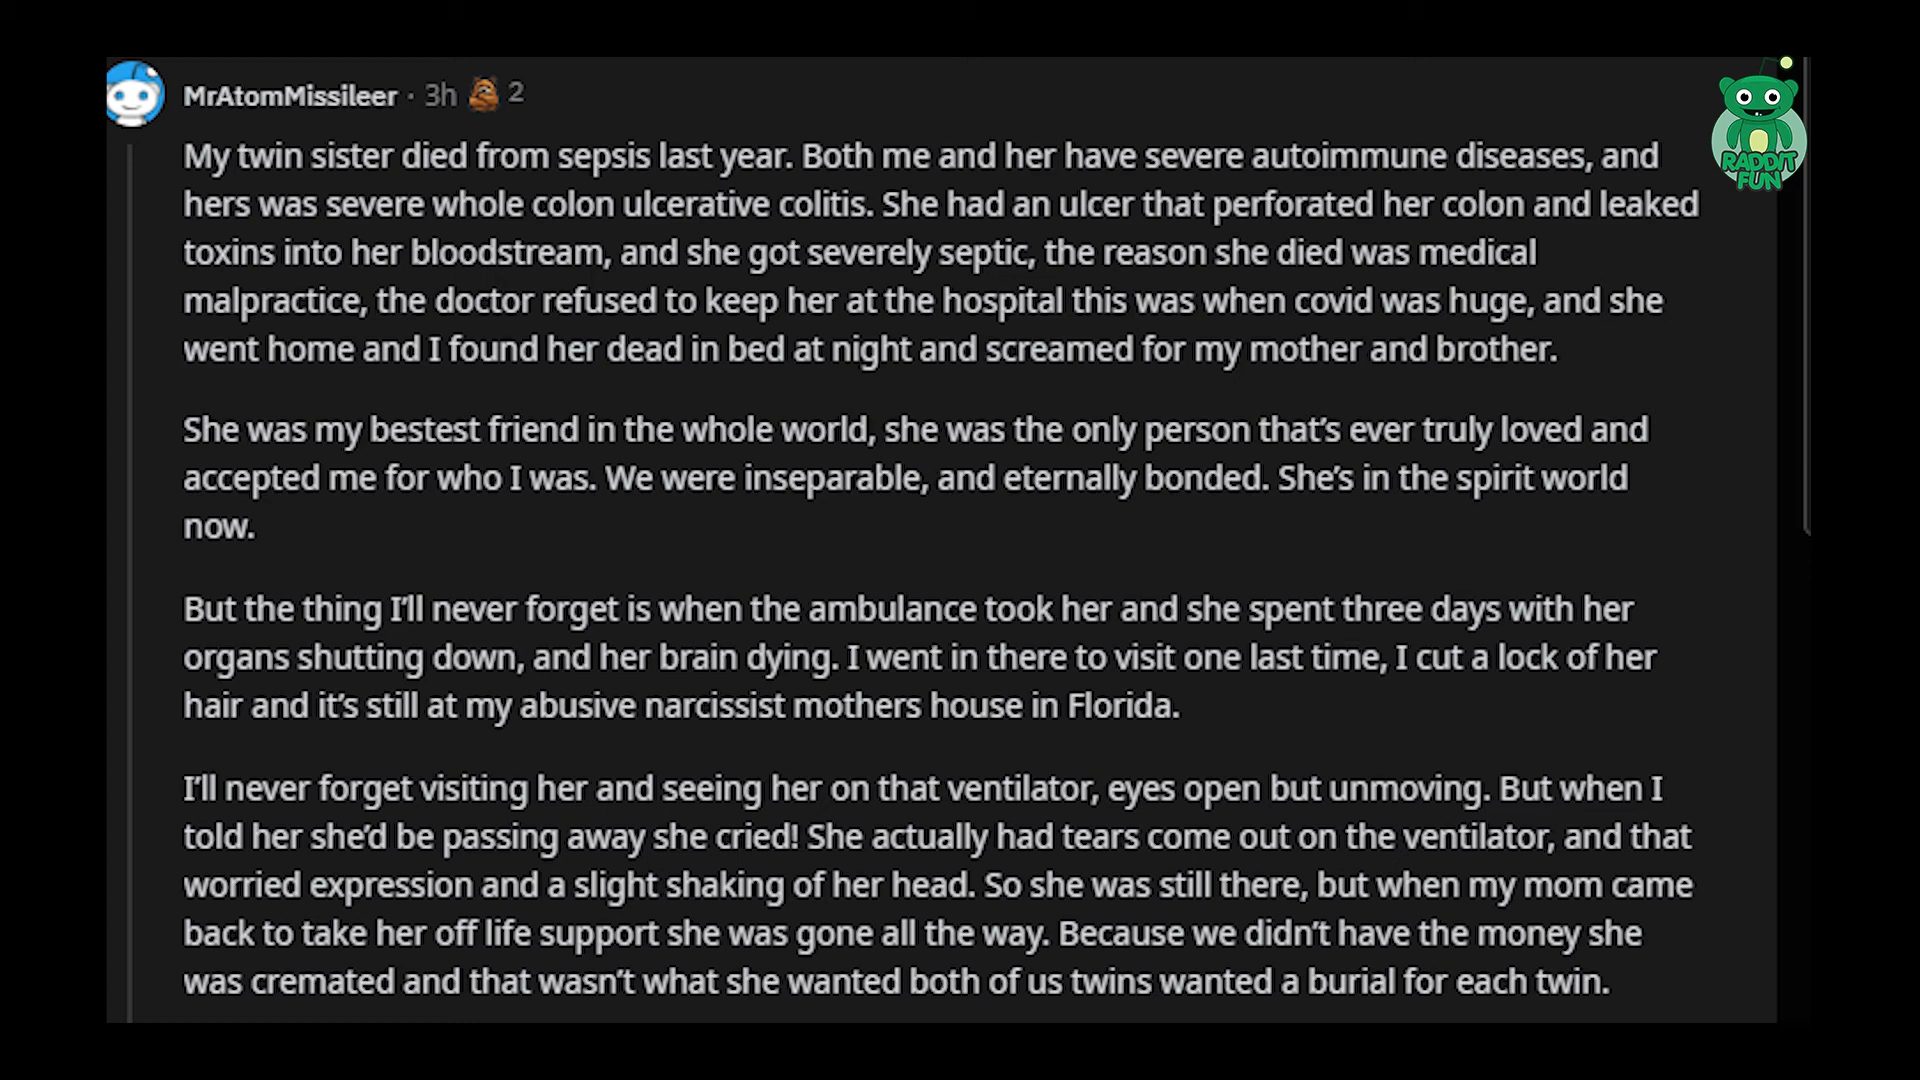 MrAtomMissileer · 3h 2
RADDIT
FUN
My twin sister died from sepsis last year. Both me and her have severe autoimmune diseases, and
hers was severe whole colon ulcerative colitis. She had an ulcer that perforated her colon and leaked
toxins into her bloodstream, and she got severely septic, the reason she died was medical
malpractice, the doctor refused to keep her at the hospital this was when covid was huge, and she
went home and I found her dead in bed at night and screamed for my mother and brother.
She was my bestest friend in the whole world, she was the only person that's ever truly loved and
accepted me for who I was. We were inseparable, and eternally bonded. She's in the spirit world
now.
But the thing I'll never forget is when the ambulance took her and she spent three days with her
organs shutting down, and her brain dying. I went in there to visit one last time, I cut a lock of her
hair and it's still at my abusive narcissist mothers house in Florida.
I'll never forget visiting her and seeing her on that ventilator, eyes open but unmoving. But when I
told her she'd be passing away she cried! She actually had tears come out on the ventilator, and that
worried expression and a slight shaking of her head. So she was still there, but when my mom came
back to take her off life support she was gone all the way. Because we didn't have the money she
was cremated and that wasn't what she wanted both of us twins wanted a burial for each twin.